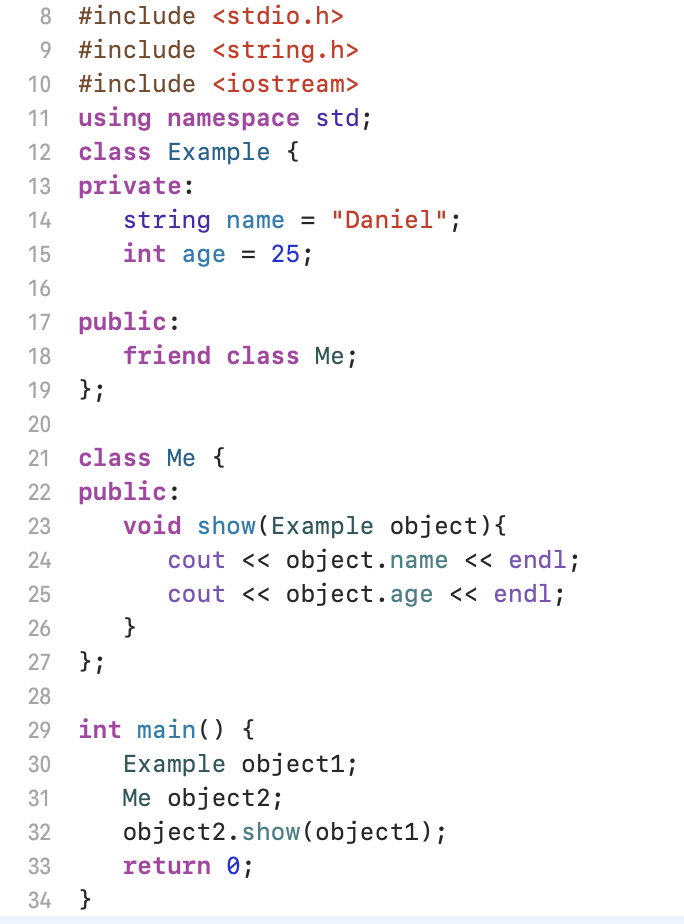 8 #include <stdio.h>
9 #include <string.h>
10 #include <iostream>
11 using namespace std;
12 class Example {
13 private:
14    string name = "Daniel";
15    int age = 25;
16
17 public:
18    friend class Me;
19 };
20
21 class Me {
22 public:
23    void show(Example object){
24       cout << object.name << endl;
25       cout << object.age << endl;
26    }
27 };
28
29 int main() {
30    Example object1;
31    Me object2;
32    object2.show(object1);
33    return 0;
34 }